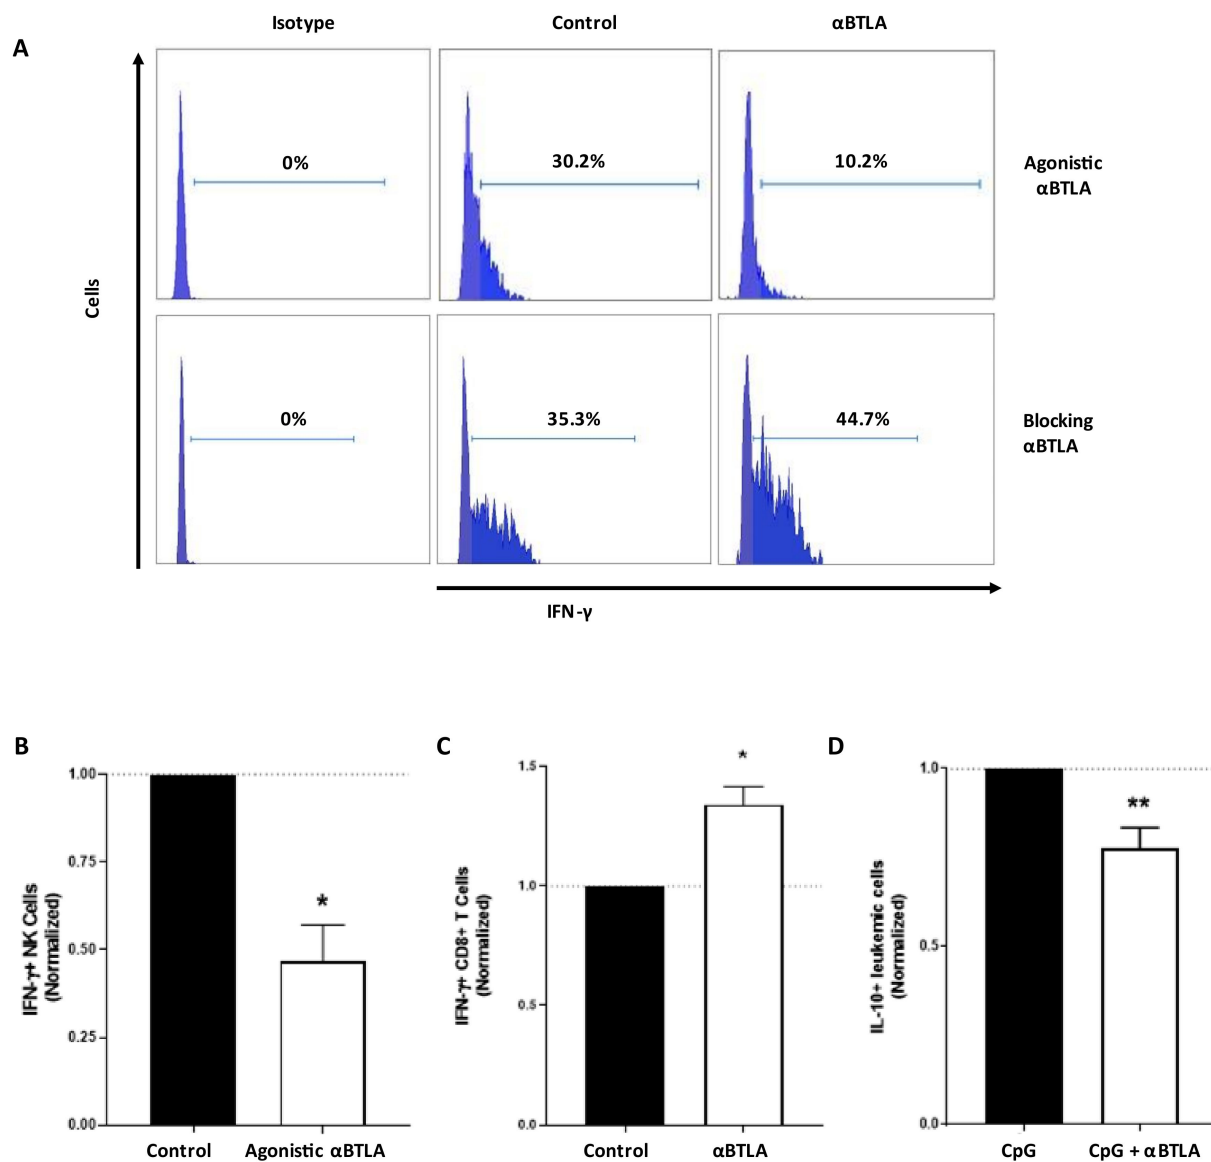 Isotype
Control
αBTLA
A
0%
30.2%
10.2%
Agonistic
αBTLA
Cells
0%
35.3%
44.7%
Blocking
αBTLA
IFN-γ
B
1.00
0.75
0.50
0.25
0.00
IFN-γ+ NK Cells
(Normalized)
*
Control
Agonistic αBTLA
C
1.5
1.0
0.5
0.0
IFN-γ+ CD8+ T Cells
(Normalized)
*
Control
αBTLA
D
1.0
0.5
0.0
IL-10+ leukemic cells
(Normalized)
**
CpG
CpG + αBTLA